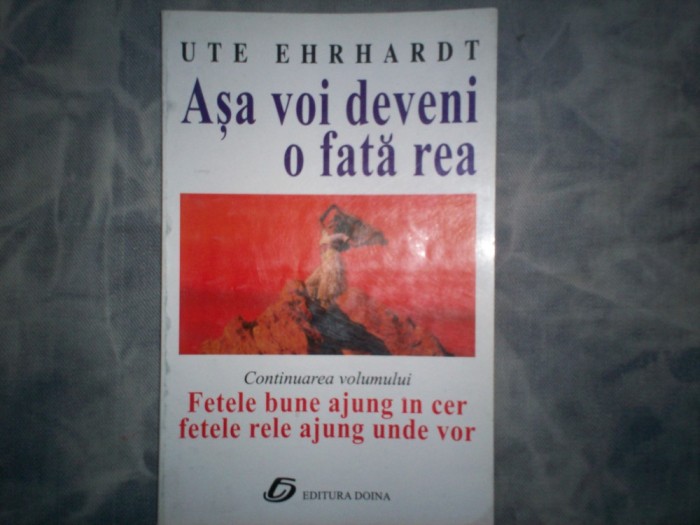 UTE EHRHARDT
Așa voi deveni
o fată rea
Continuarea volumului
Fetele bune ajung în cer
fetele rele ajung unde vor
EDITURA DOINA